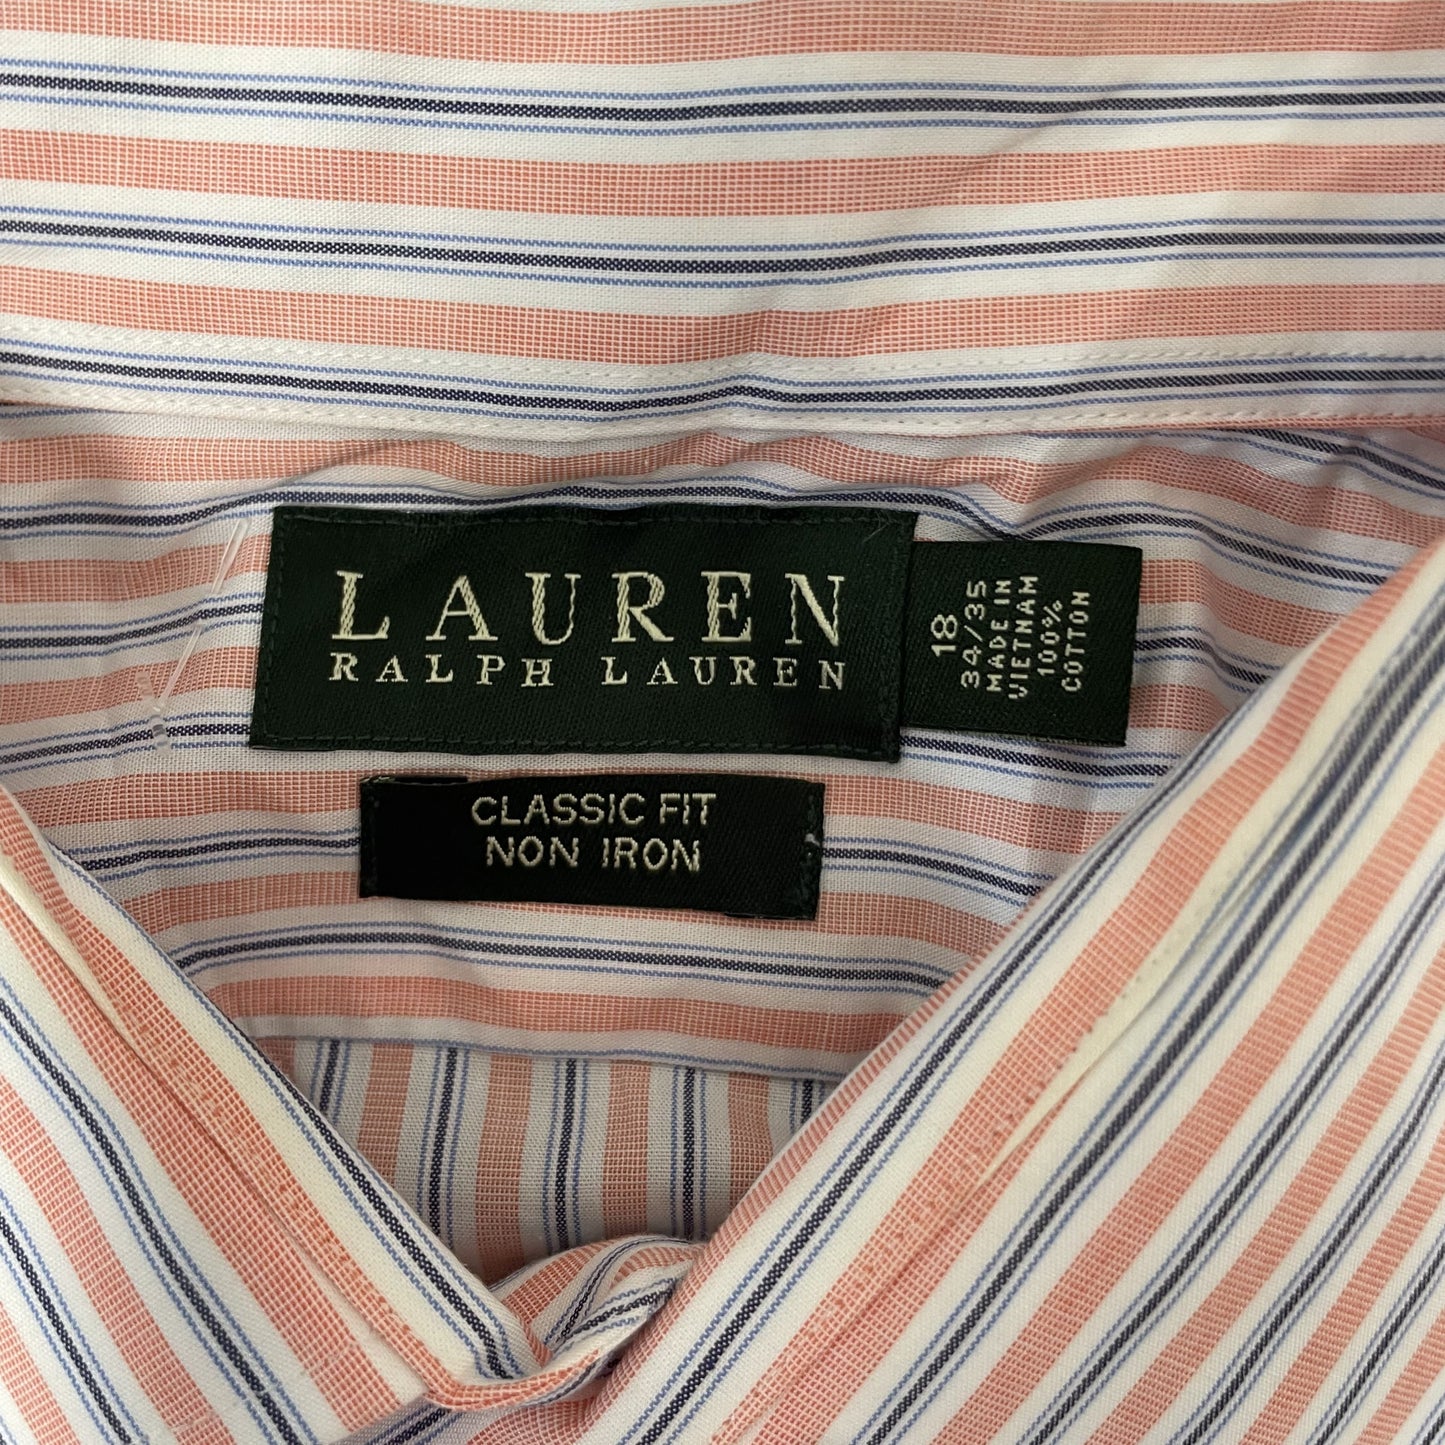 LAUREN
RALPH LAUREN
18
34/35
MADE IN
VIETNAM
100%
COTTON
CLASSIC FIT
NON IRON